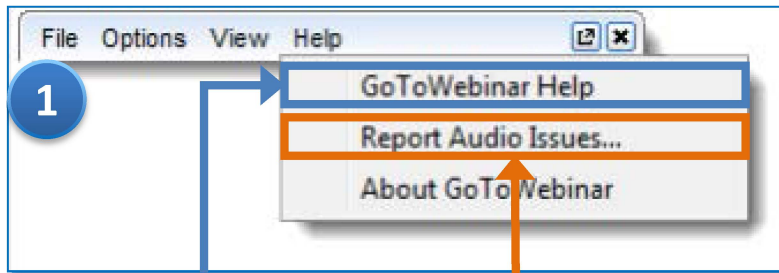 File Options View Help
1
GoToWebinar Help
Report Audio Issues...
About GoToWebinar